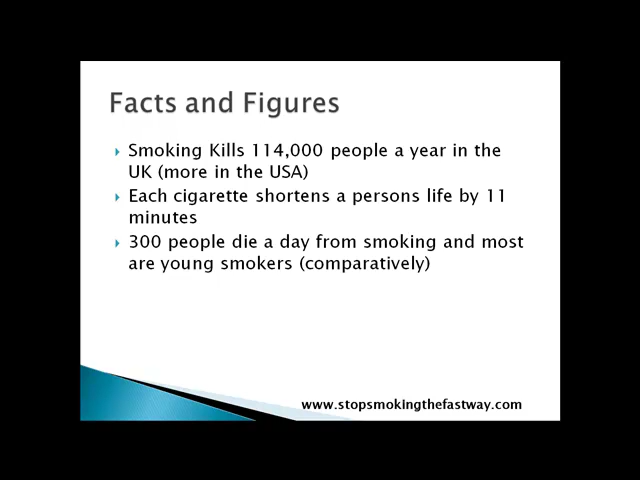 Facts and Figures
Smoking Kills 114,000 people a year in the
UK (more in the USA)
Each cigarette shortens a persons life by 11
minutes
300 people die a day from smoking and most
are young smokers (comparatively)
www.stopsmokingthefastway.com